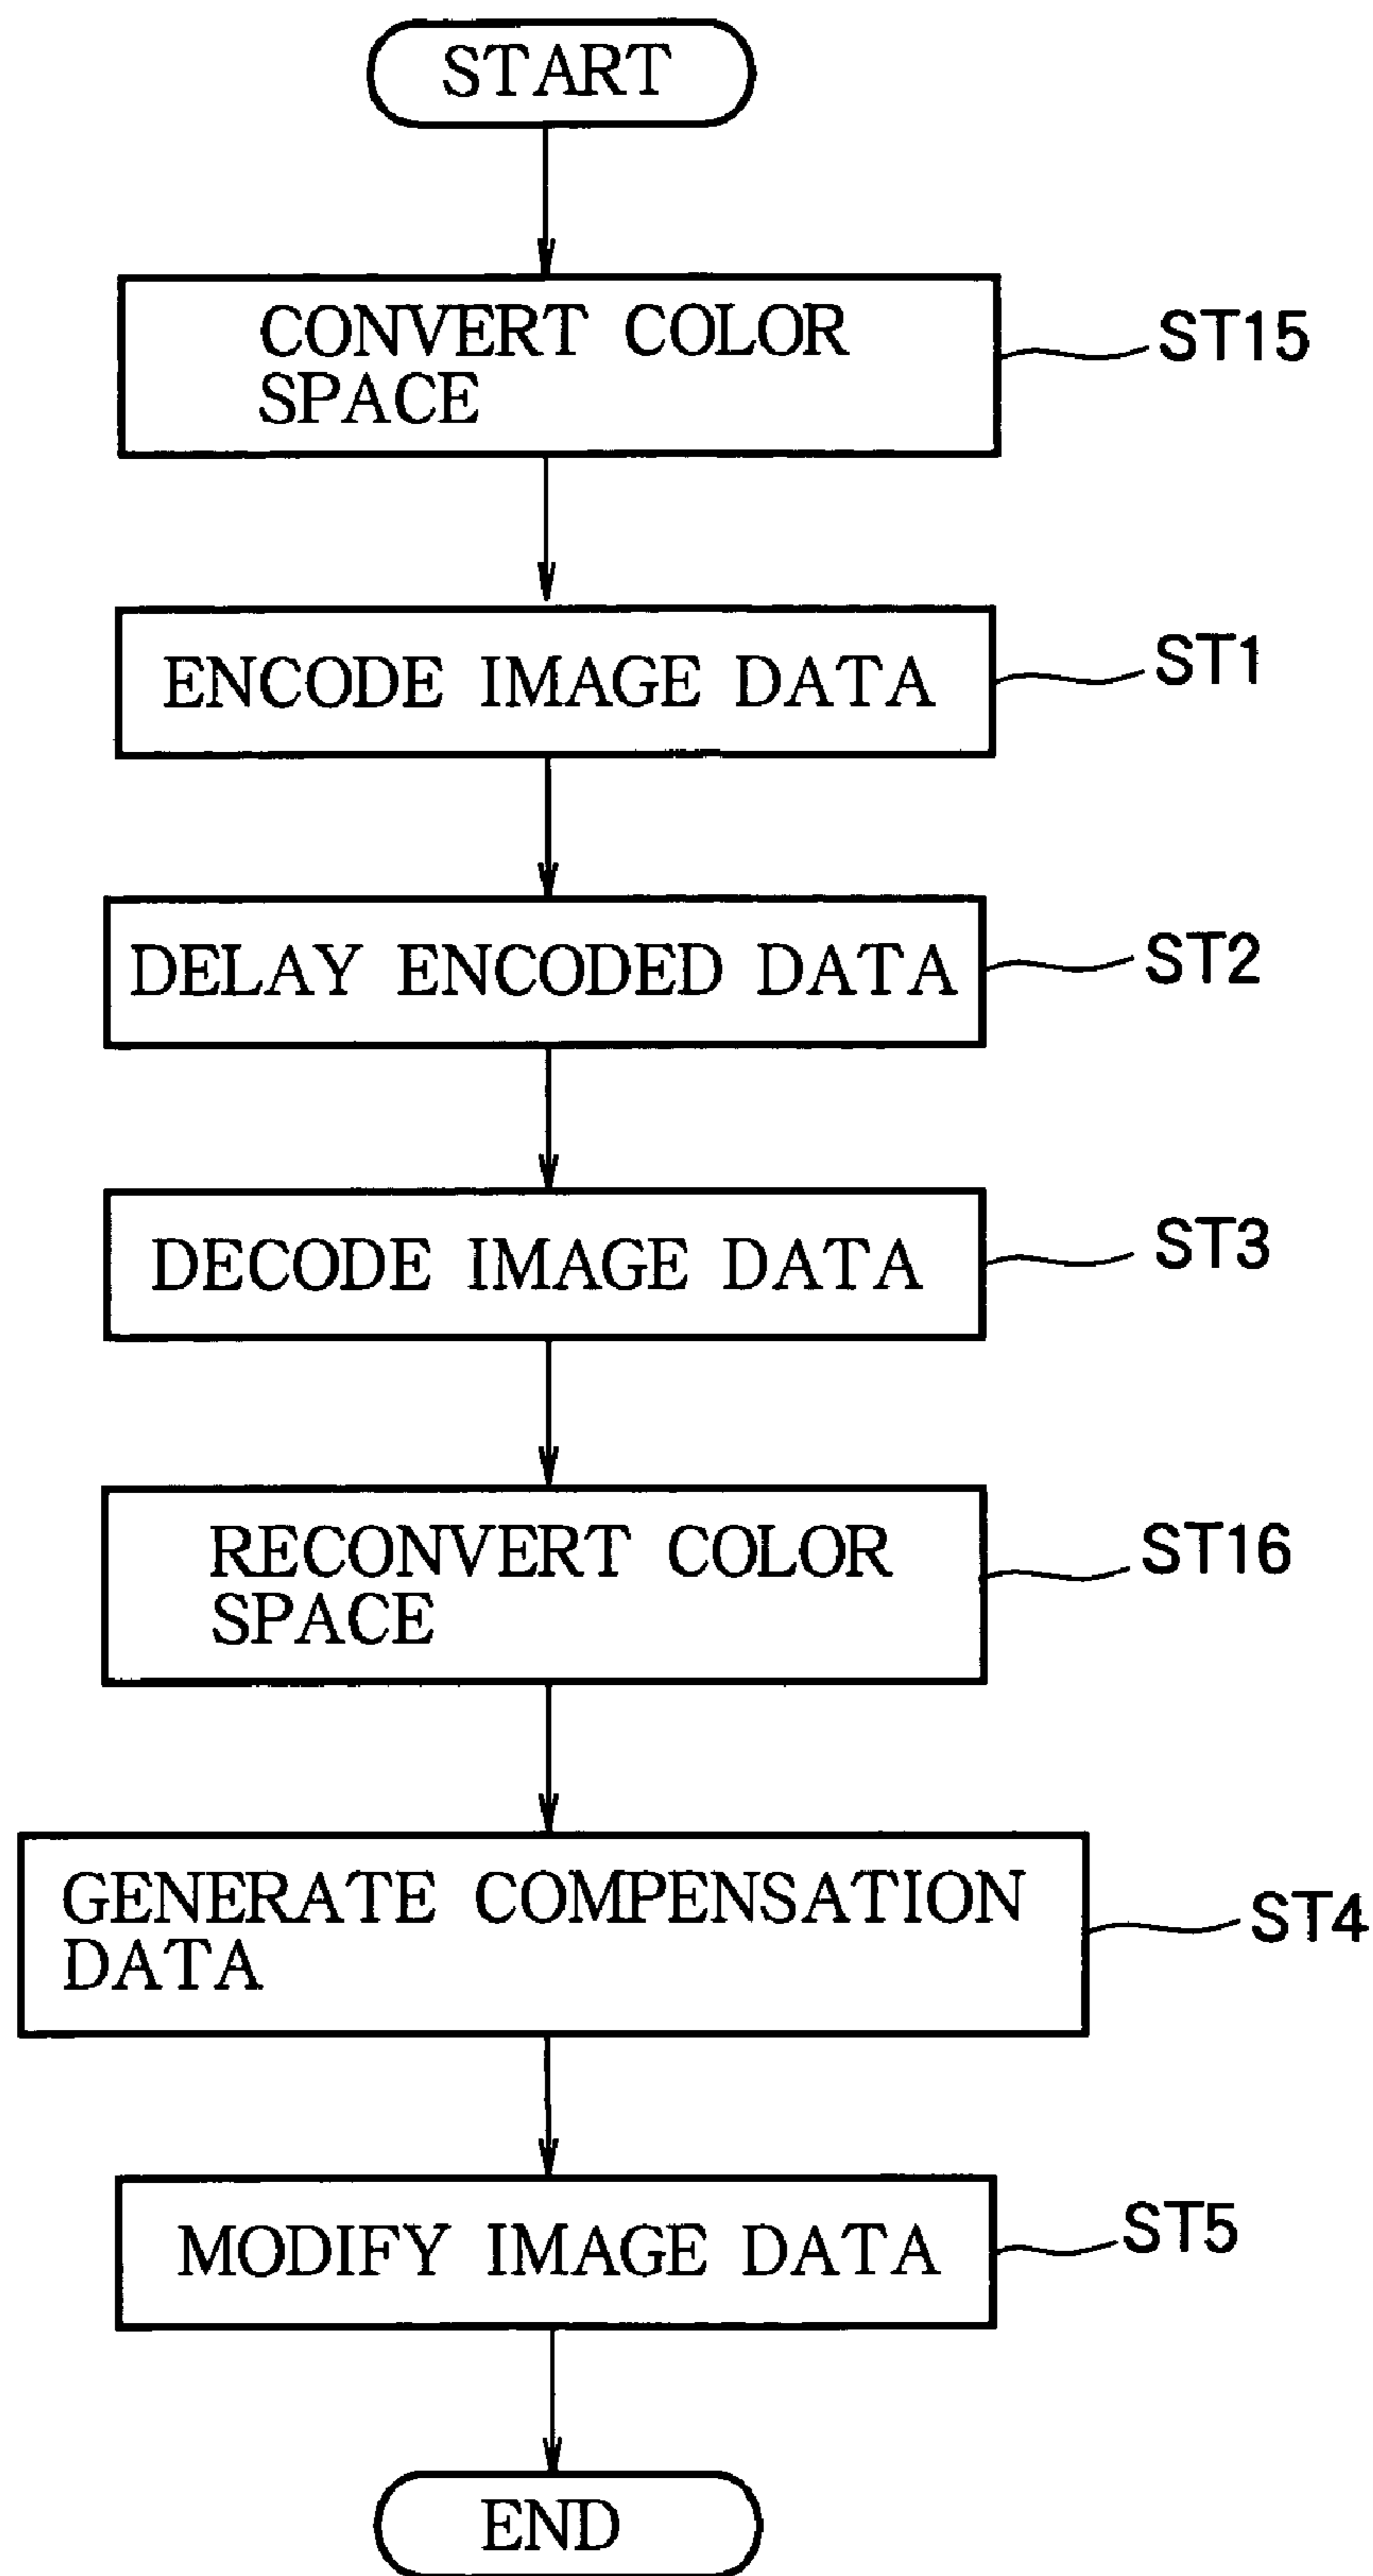 START
CONVERT COLOR
SPACE
ST15
ENCODE IMAGE DATA
ST1
DELAY ENCODED DATA
ST2
DECODE IMAGE DATA
ST3
RECONVERT COLOR
SPACE
ST16
GENERATE COMPENSATION
DATA
ST4
MODIFY IMAGE DATA
ST5
END